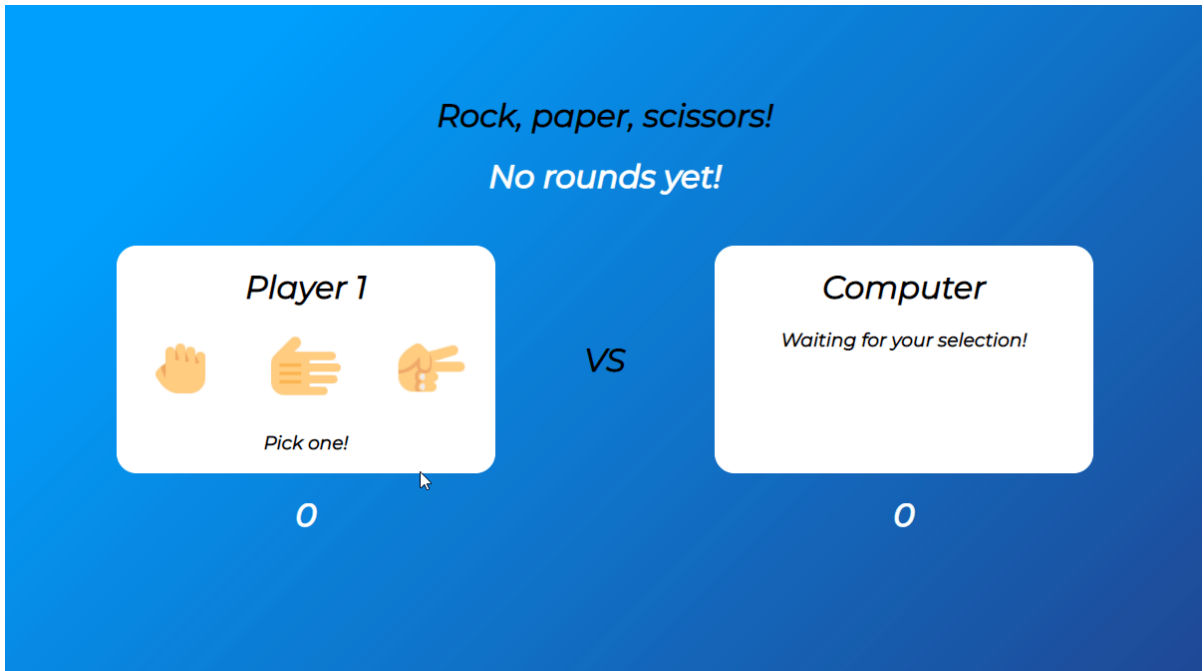 Rock, paper, scissors!
No rounds yet!
Player 1
Pick one!
0
VS
Computer
Waiting for your selection!
0